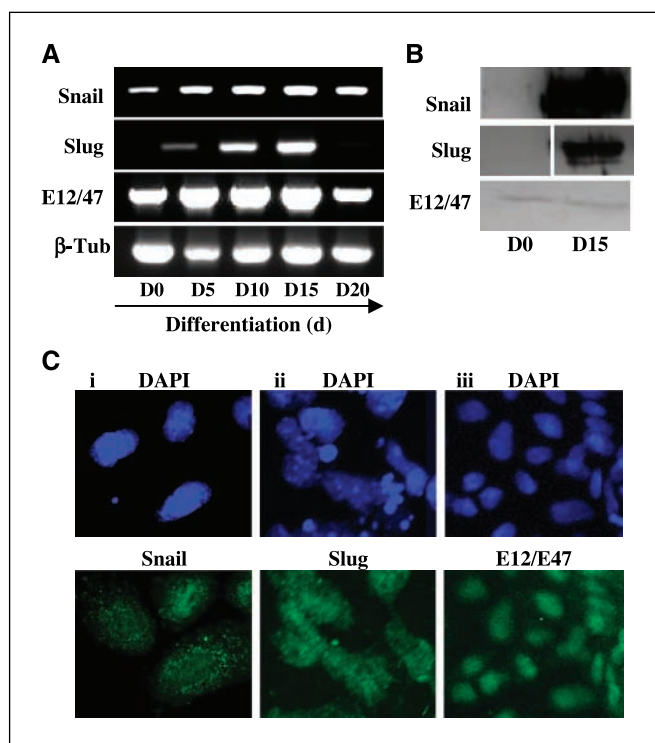 A
B
Snail
Slug
E12/47
β-Tub
D0 D5 D10 D15 D20
Differentiation (d)
Snail
Slug
E12/47
D0 D15
C
i DAPI
ii DAPI
iii DAPI
Snail
Slug
E12/E47